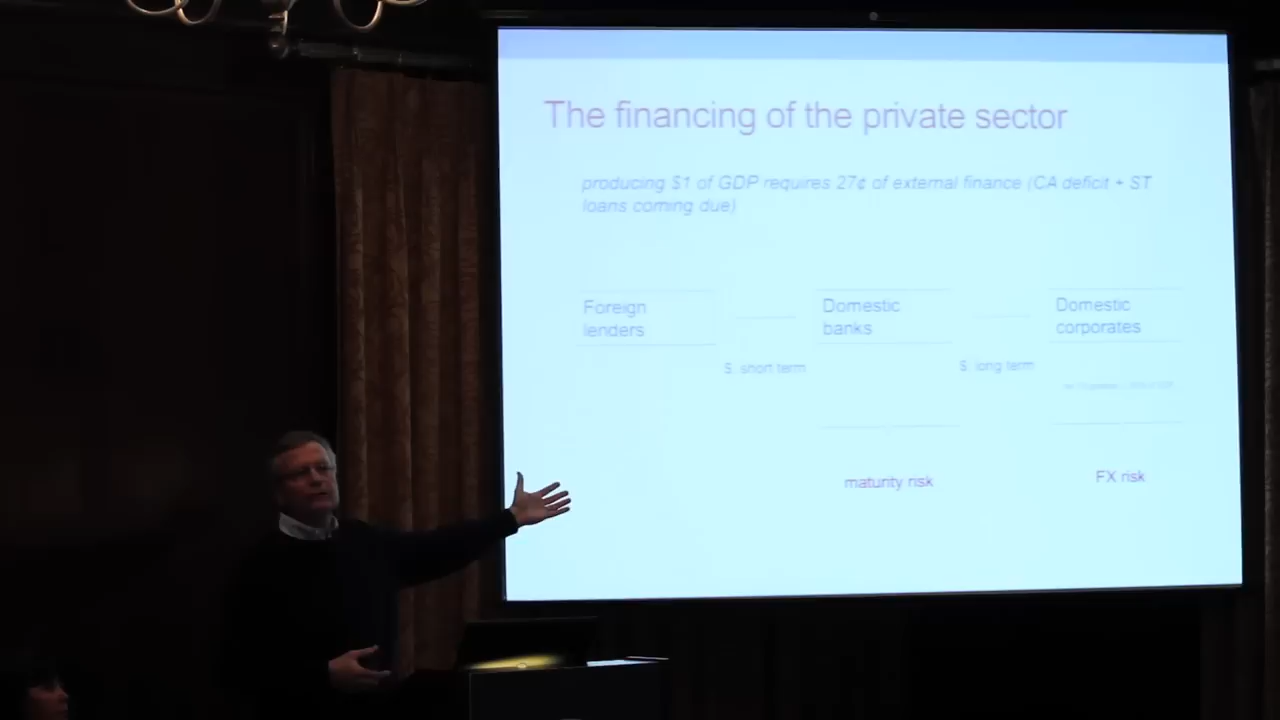 The financing of the private sector
producing $1 of GDP requires 27¢ of external finance (CA deficit + ST
loans coming due)
Foreign
lenders
Domestic
banks
Domestic
corporates
$: short term
$: long term
maturity risk
FX risk